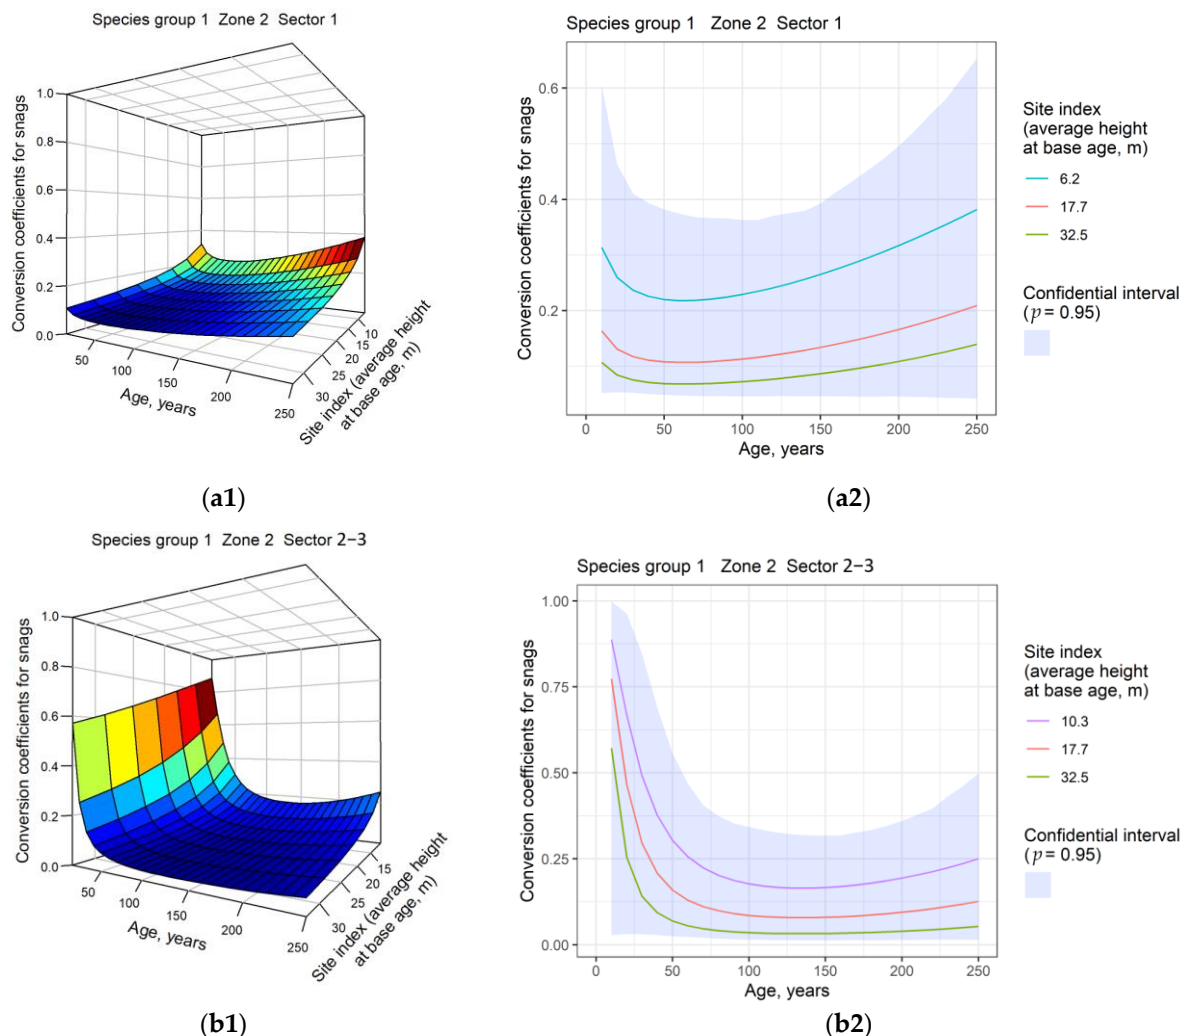 Species group 1 Zone 2 Sector 1
Conversion coefficients for snags
1.0
0.8
0.6
0.4
0.2
0.0
50
100
150
200
250
Age, years
10
15
20
25
30
Site index (average height
at base age, m)
(a1)
Species group 1 Zone 2 Sector 1
Conversion coefficients for snags
0.6
0.4
0.2
0 50 100 150 200 250
Age, years
Site index
(average height
at base age, m)
6.2
17.7
32.5
Confidential interval
(p = 0.95)
(a2)
Species group 1 Zone 2 Sector 2–3
Conversion coefficients for snags
1.0
0.8
0.6
0.4
0.2
0.0
50
100
150
200
250
Age, years
15
20
25
30
Site index (average height
at base age, m)
(b1)
Species group 1 Zone 2 Sector 2–3
Conversion coefficients for snags
1.00
0.75
0.50
0.25
0.00
0 50 100 150 200 250
Age, years
Site index
(average height
at base age, m)
10.3
17.7
32.5
Confidential interval
(p = 0.95)
(b2)